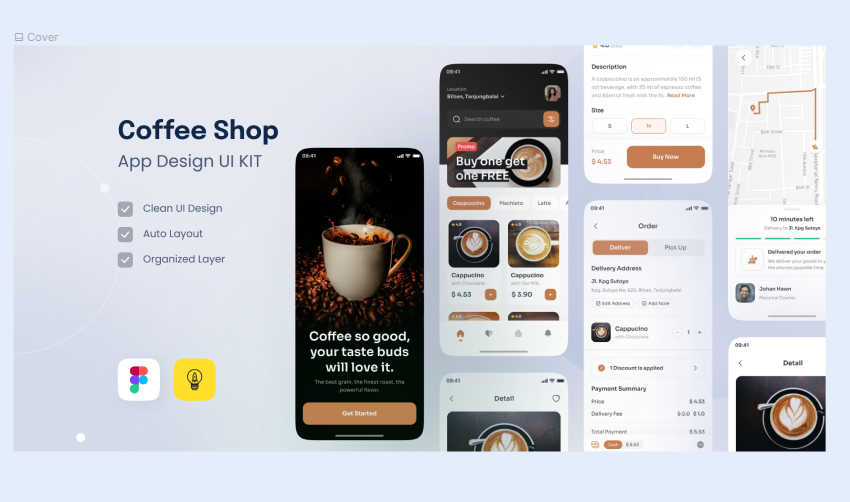 Cover
Coffee Shop
App Design UI KIT
Clean UI Design
Auto Layout
Organized Layer
09:41
Coffee so good,
your taste buds
will love it.
The best grain, the finest roast, the
powerful flavor.
Get Started
09:41
Location
Bilzen, Tanjungbalai
Search coffee
Promo
Buy one get
one FREE
Cappuccino
Machiato
Latte
A
4.8
Cappucino
with Chocolate
$ 4.53
4.8
Cappucino
with Oat Milk
$ 3.90
09:41
Detail
Description
A cappuccino is an approximately 150 ml (5
oz) beverage, with 25 ml of espresso coffee
and 85ml of fresh milk the fo.. Read More
Size
S
M
L
Price
$ 4.53
Buy Now
09:41
Order
Deliver
Pick Up
Delivery Address
Jl. Kpg Sutoyo
Kpg. Sutoyo No. 620, Bilzen, Tanjungbalai.
Edit Address
Add Note
Cappucino
with Chocolate
1
1 Discount is applied
Payment Summary
Price
$ 4.53
Delivery Fee
$ 2.0 $ 1.0
Total Payment
$ 5.53
Cash
$ 5.53
10 minutes left
Delivery to Jl. Kpg Sutoyo
Delivered your order
We deliver your goods to y
the shortes possible time
Johan Hawn
Personal Courier
09:41
Detail